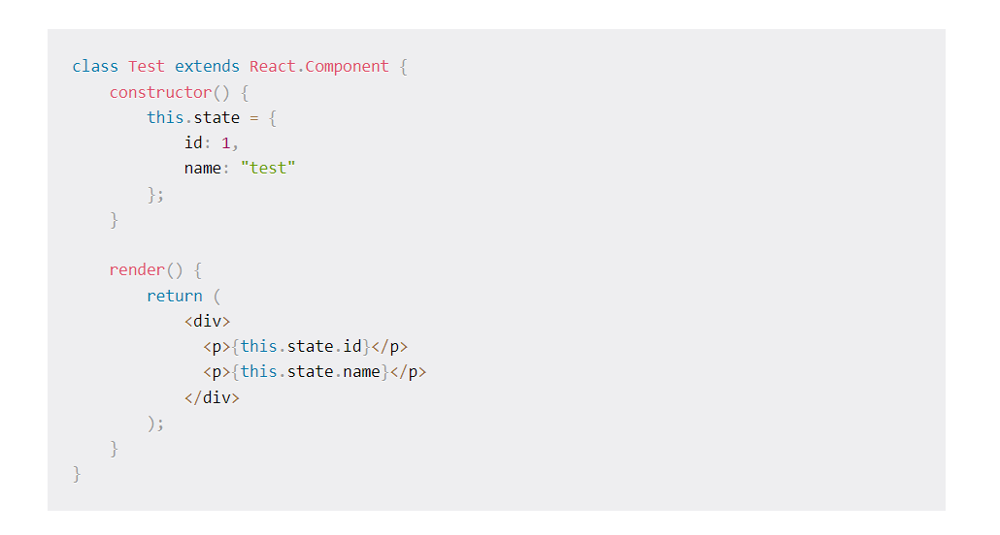 class Test extends React.Component {
    constructor() {
        this.state = {
            id: 1,
            name: "test"
        };
    }

    render() {
        return (
            <div>
              <p>{this.state.id}</p>
              <p>{this.state.name}</p>
            </div>
        );
    }
}